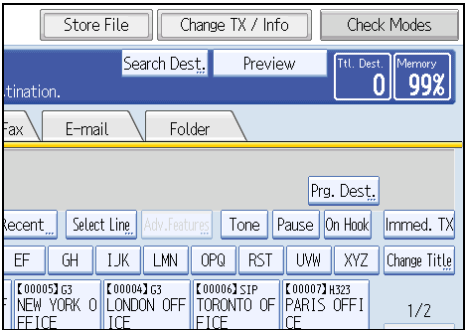 Store File Change TX / Info Check Modes
Search Dest. Preview Ttl. Dest. Memory
tination. 0 99%
Fax E-mail Folder
Prg. Dest.
Recent Select Line Adv.Features Tone Pause On Hook Immed. TX
EF GH IJK LMN OPQ RST UVW XYZ Change Title
【00005】G3 【00004】G3 【00006】SIP 【00007】H323
F NEW YORK O LONDON OFF TORONTO OF PARIS OFFI 1/2
FFICE ICE FICE CE